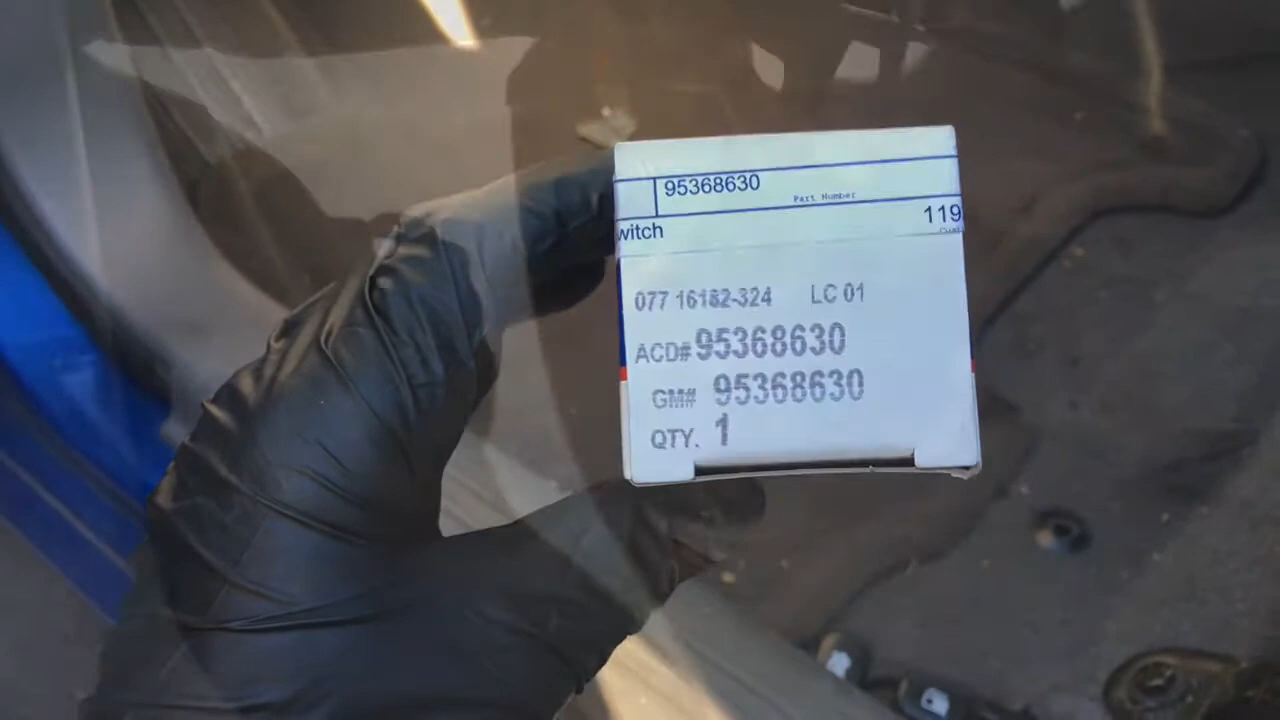 95368630
Part Number
witch
119
077 16182-324 LC 01
ACD# 95368630
GM# 95368630
QTY. 1